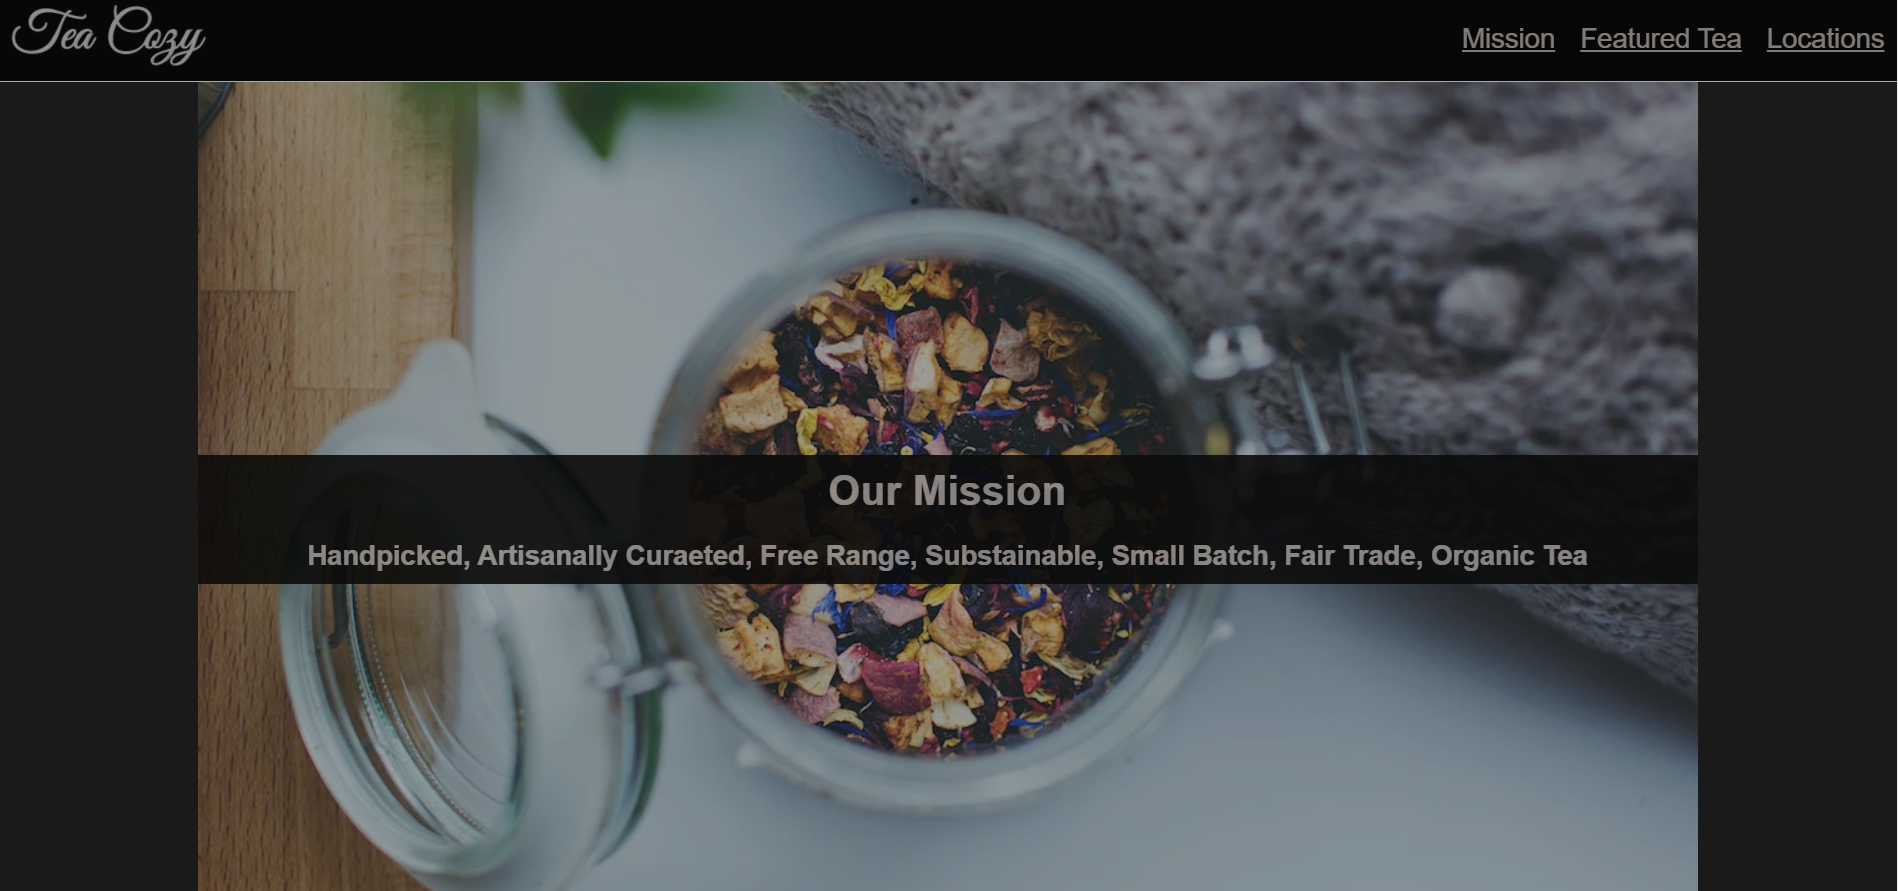 Tea Cozy
Mission Featured Tea Locations
Our Mission
Handpicked, Artisanally Curaeted, Free Range, Substainable, Small Batch, Fair Trade, Organic Tea